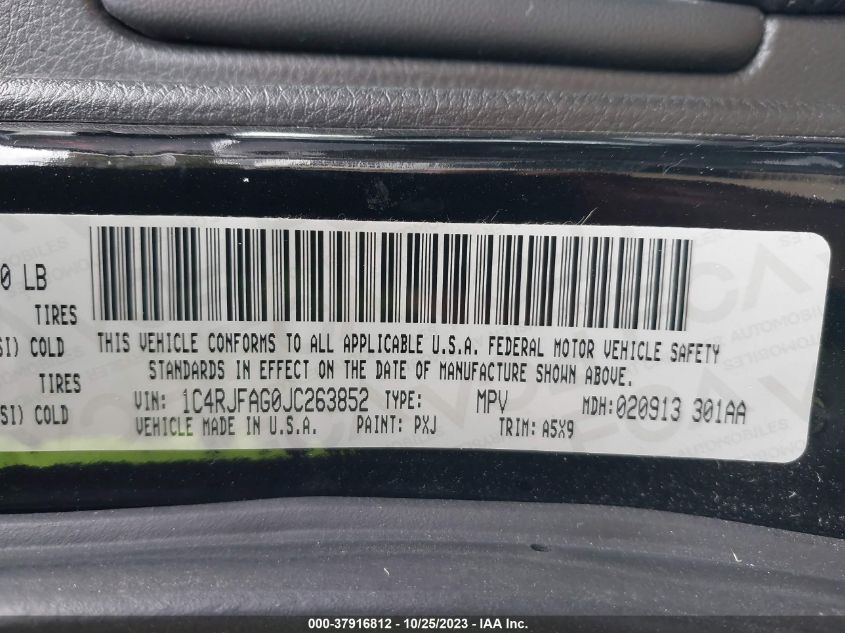 0 LB
TIRES
SI) COLD
TIRES
SI) COLD
THIS VEHICLE CONFORMS TO ALL APPLICABLE U.S.A. FEDERAL MOTOR VEHICLE SAFETY
STANDARDS IN EFFECT ON THE DATE OF MANUFACTURE SHOWN ABOVE.
VIN: 1C4RJFAG0JC263852 TYPE: MPV MDH:020913 301AA
VEHICLE MADE IN U.S.A. PAINT: PXJ TRIM: A5X9
000-37916812 - 10/25/2023 - IAA Inc.